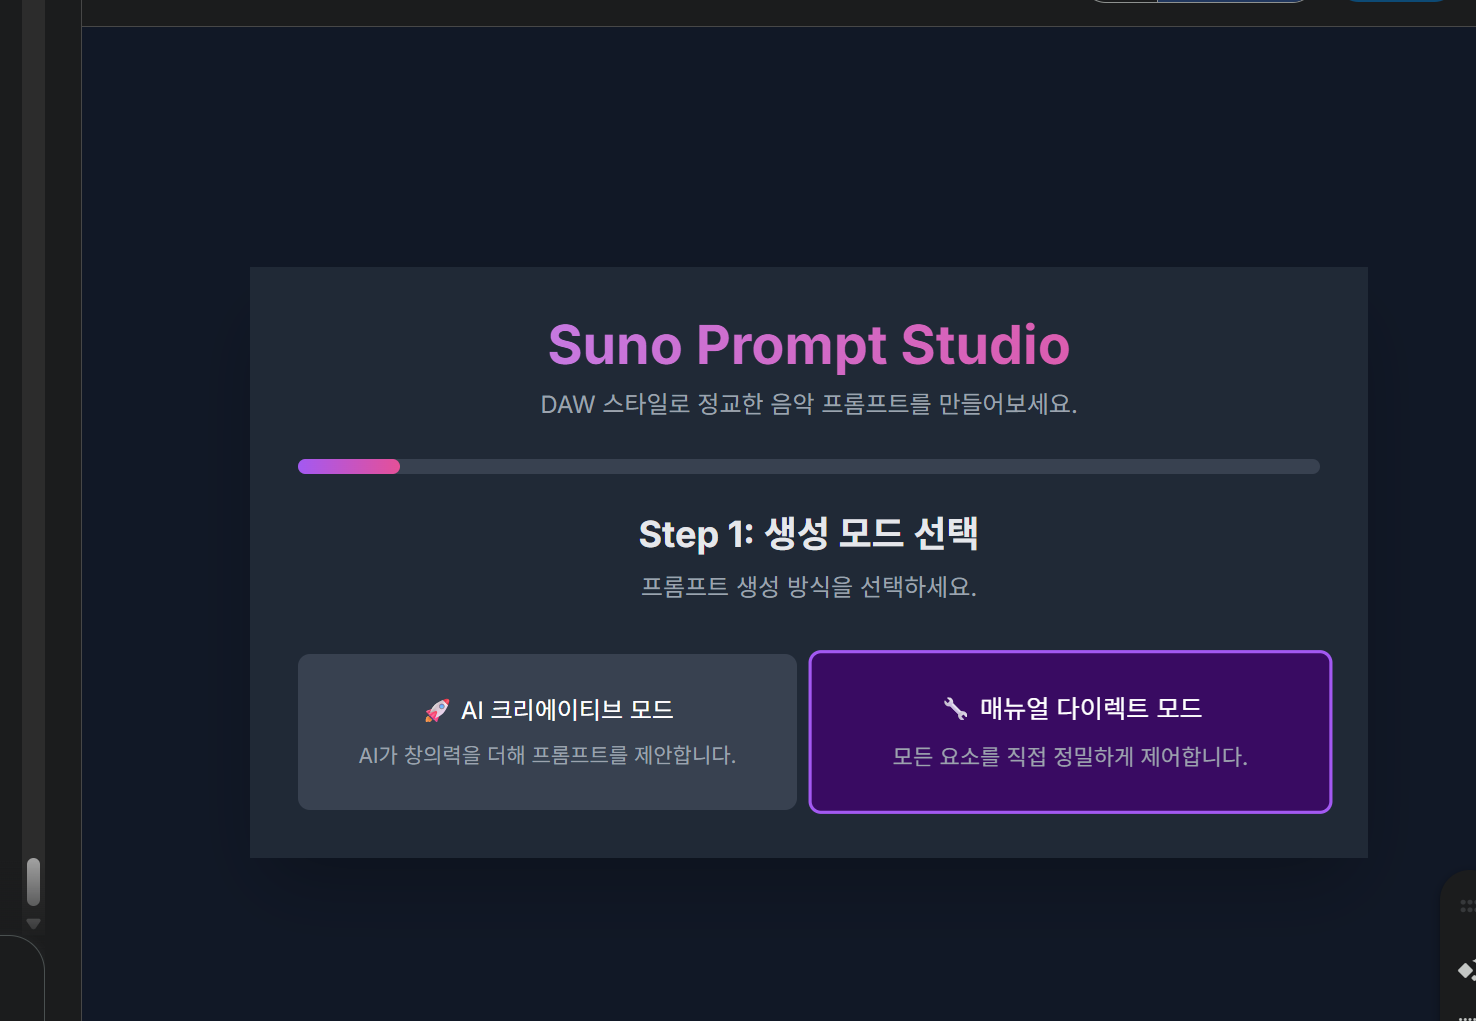 Suno Prompt Studio
DAW 스타일로 정교한 음악 프롬프트를 만들어보세요.
Step 1: 생성 모드 선택
프롬프트 생성 방식을 선택하세요.
🚀 AI 크리에이티브 모드
AI가 창의력을 더해 프롬프트를 제안합니다.
🔧 매뉴얼 다이렉트 모드
모든 요소를 직접 정밀하게 제어합니다.